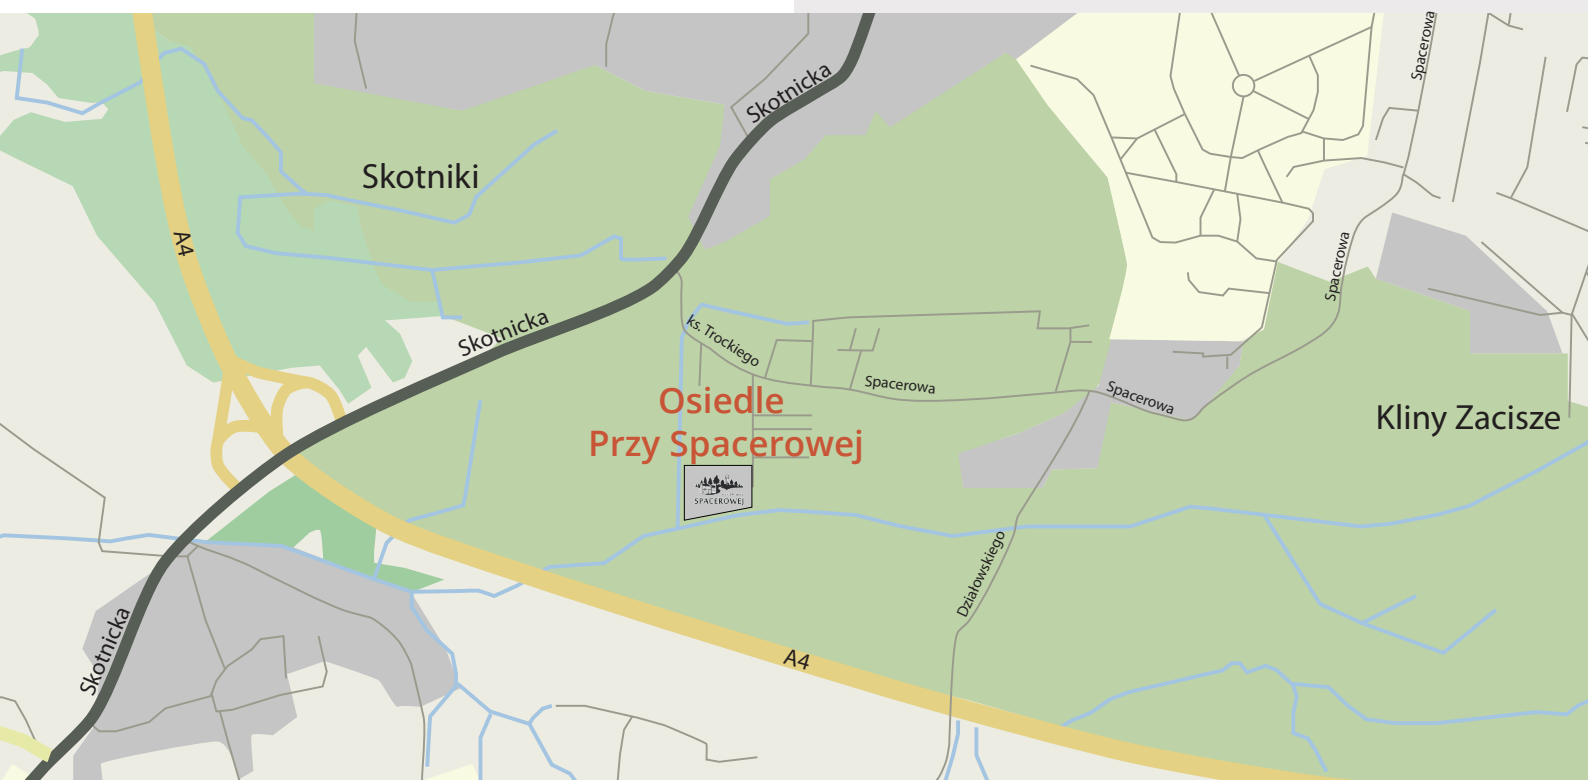 Spacerowa
Skotnicka
Skotniki
A4
Spacerowa
Skotnicka
ks. Trockiego
Spacerowa
Spacerowa
Osiedle
Przy Spacerowej
Kliny Zacisze
SPACEROWEJ
Działowskiego
Skotnicka
A4